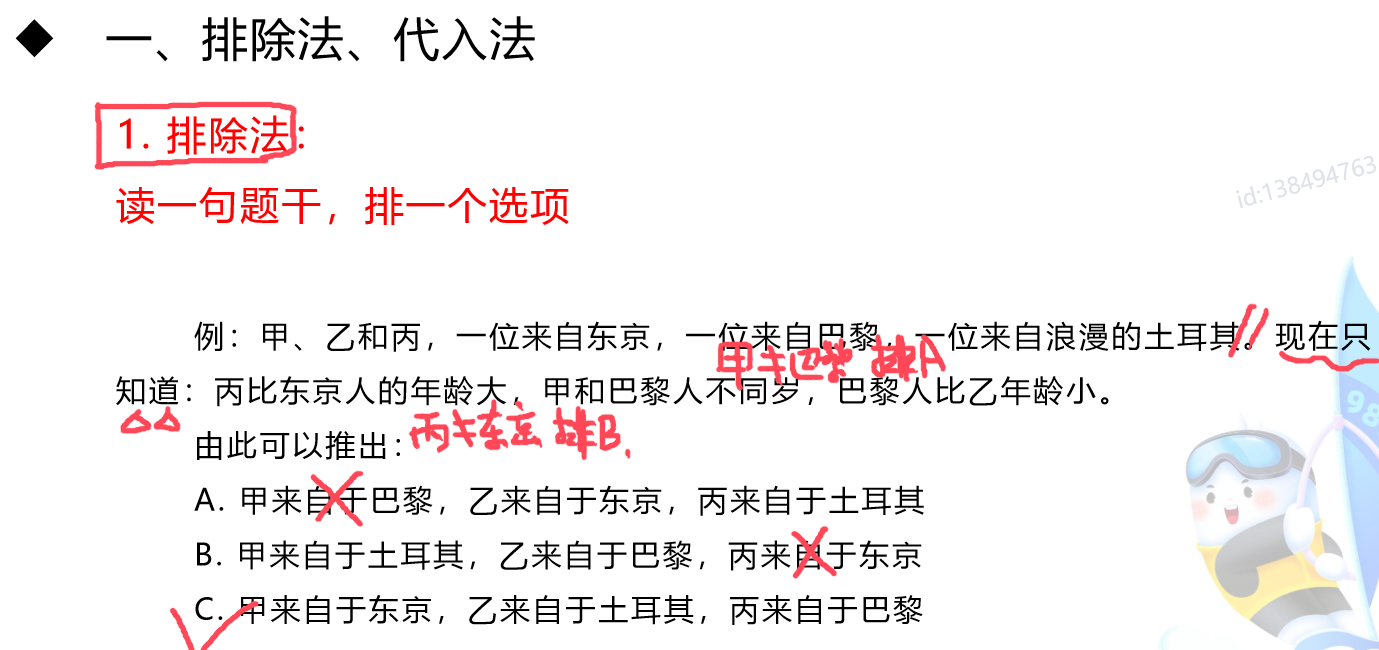 ◆ 一、排除法、代入法
1. 排除法:
读一句题干，排一个选项
id:138494763
例：甲、乙和丙，一位来自东京，一位来自巴黎，一位来自浪漫的土耳其。现在只
甲≠巴黎 排A
知道：丙比东京人的年龄大，甲和巴黎人不同岁，巴黎人比乙年龄小。
98
丙≠东京 排B.
由此可以推出：
A. 甲来自于巴黎，乙来自于东京，丙来自于土耳其
B. 甲来自于土耳其，乙来自于巴黎，丙来自于东京
C. 甲来自于东京，乙来自于土耳其，丙来自于巴黎